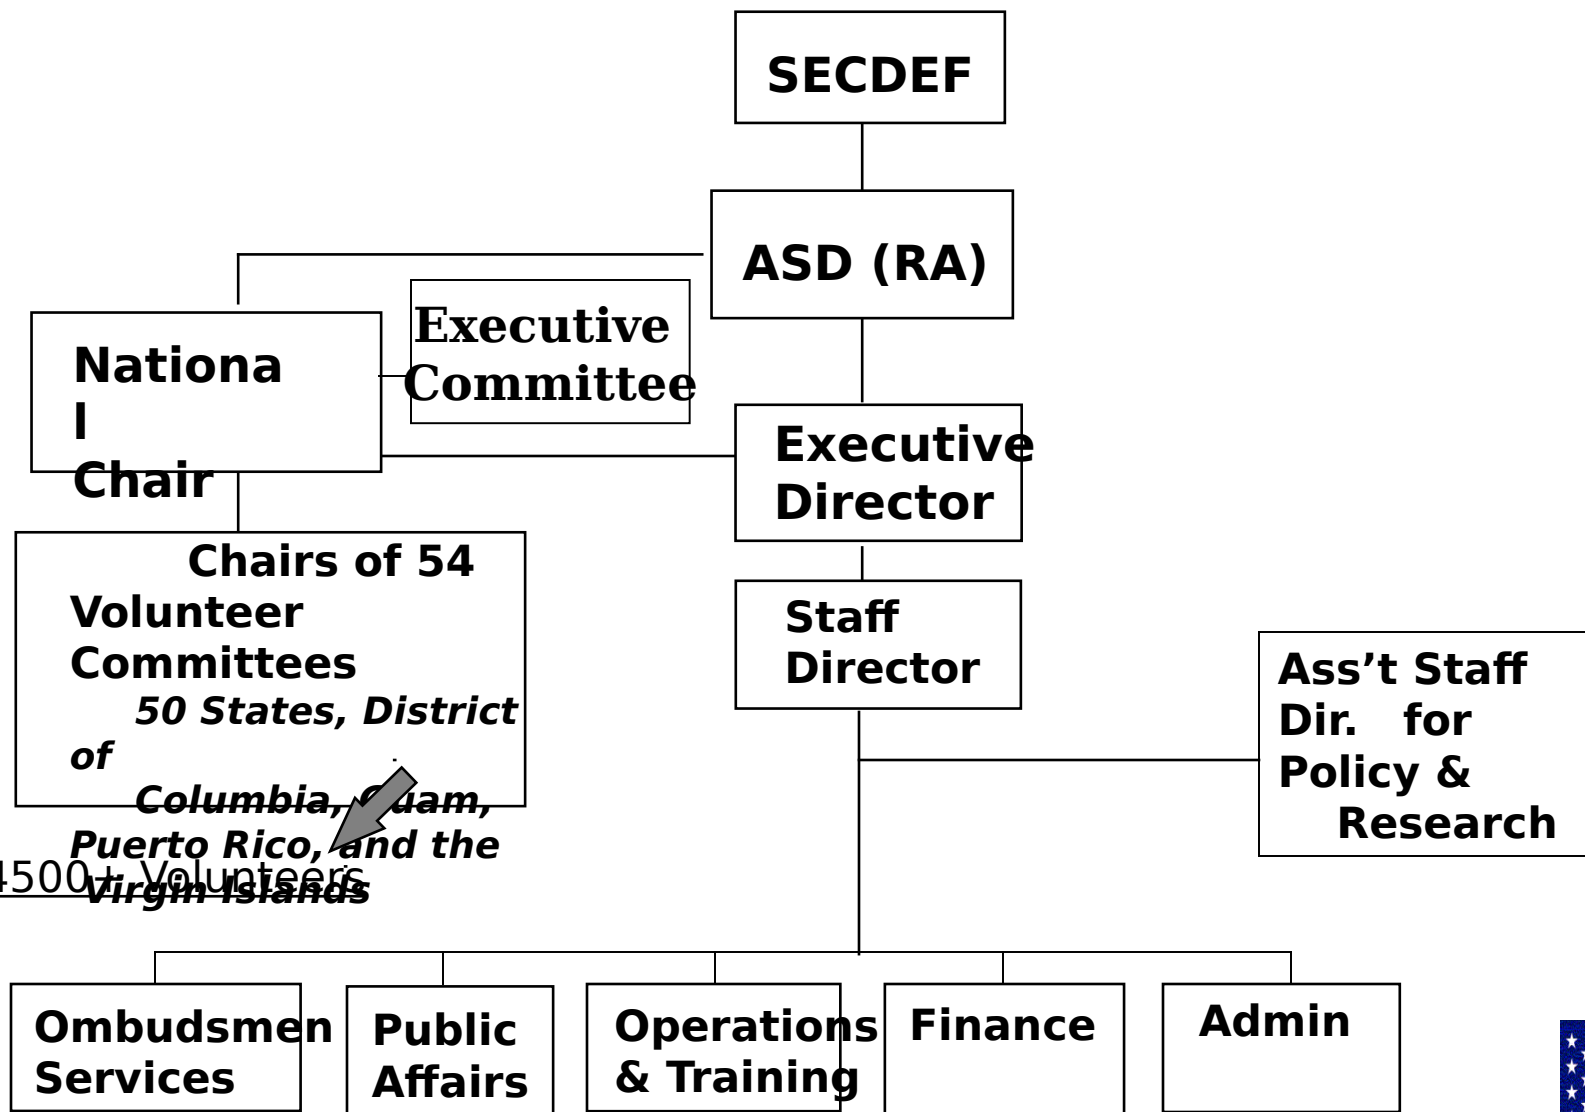 SECDEF
ASD (RA)
Executive
Committee
Nationa
l
Chair
Executive
Director
Chairs of 54
Volunteer
Committees
50 States, District
of
Columbia, Guam,
Puerto Rico, and the
Virgin Islands
4500+ Volunteers
Staff
Director
Ass’t Staff
Dir. for
Policy &
Research
Ombudsmen
Services
Public
Affairs
Operations
& Training
Finance
Admin